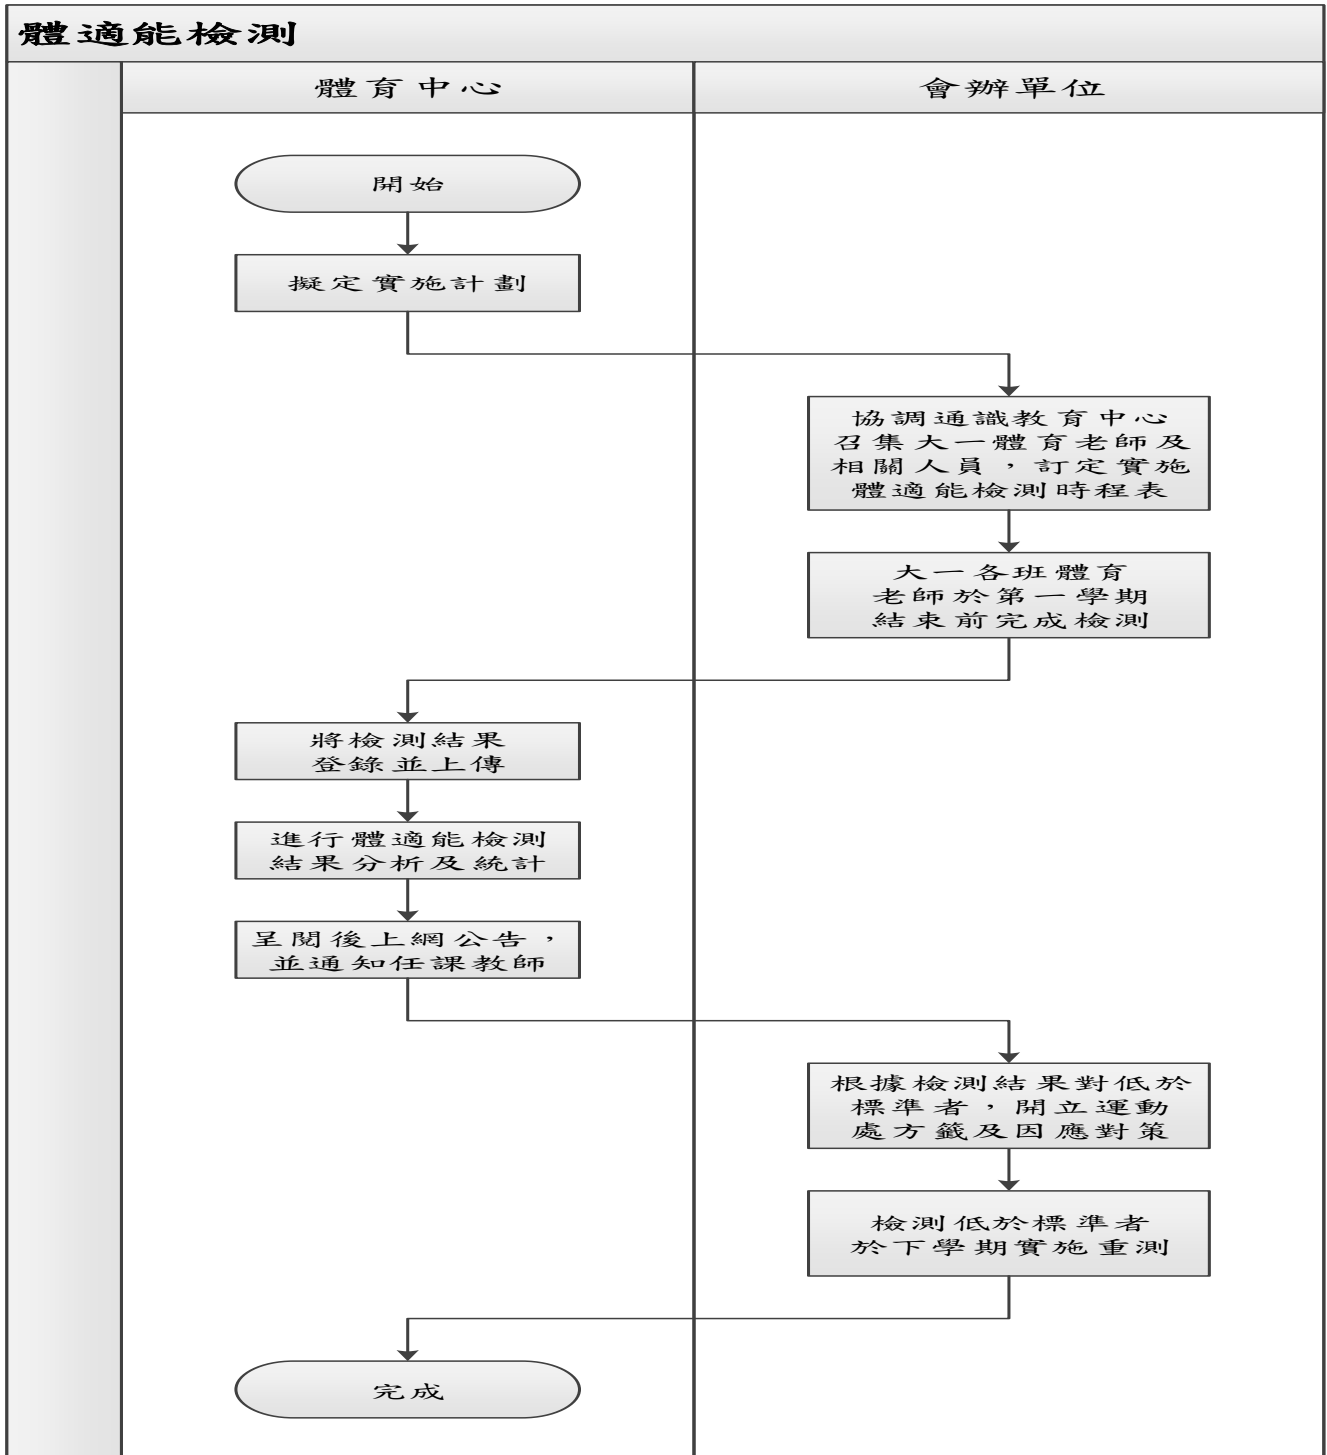 體適能檢測
體育中心
會辦單位
開始
擬定實施計劃
協調通識教育中心
召集大一體育老師及
相關人員，訂定實施
體適能檢測時程表
大一各班體育
老師於第一學期
結束前完成檢測
將檢測結果
登錄並上傳
進行體適能檢測
結果分析及統計
呈閱後上網公告，
並通知任課教師
根據檢測結果對低於
標準者，開立運動
處方籤及因應對策
檢測低於標準者
於下學期實施重測
完成